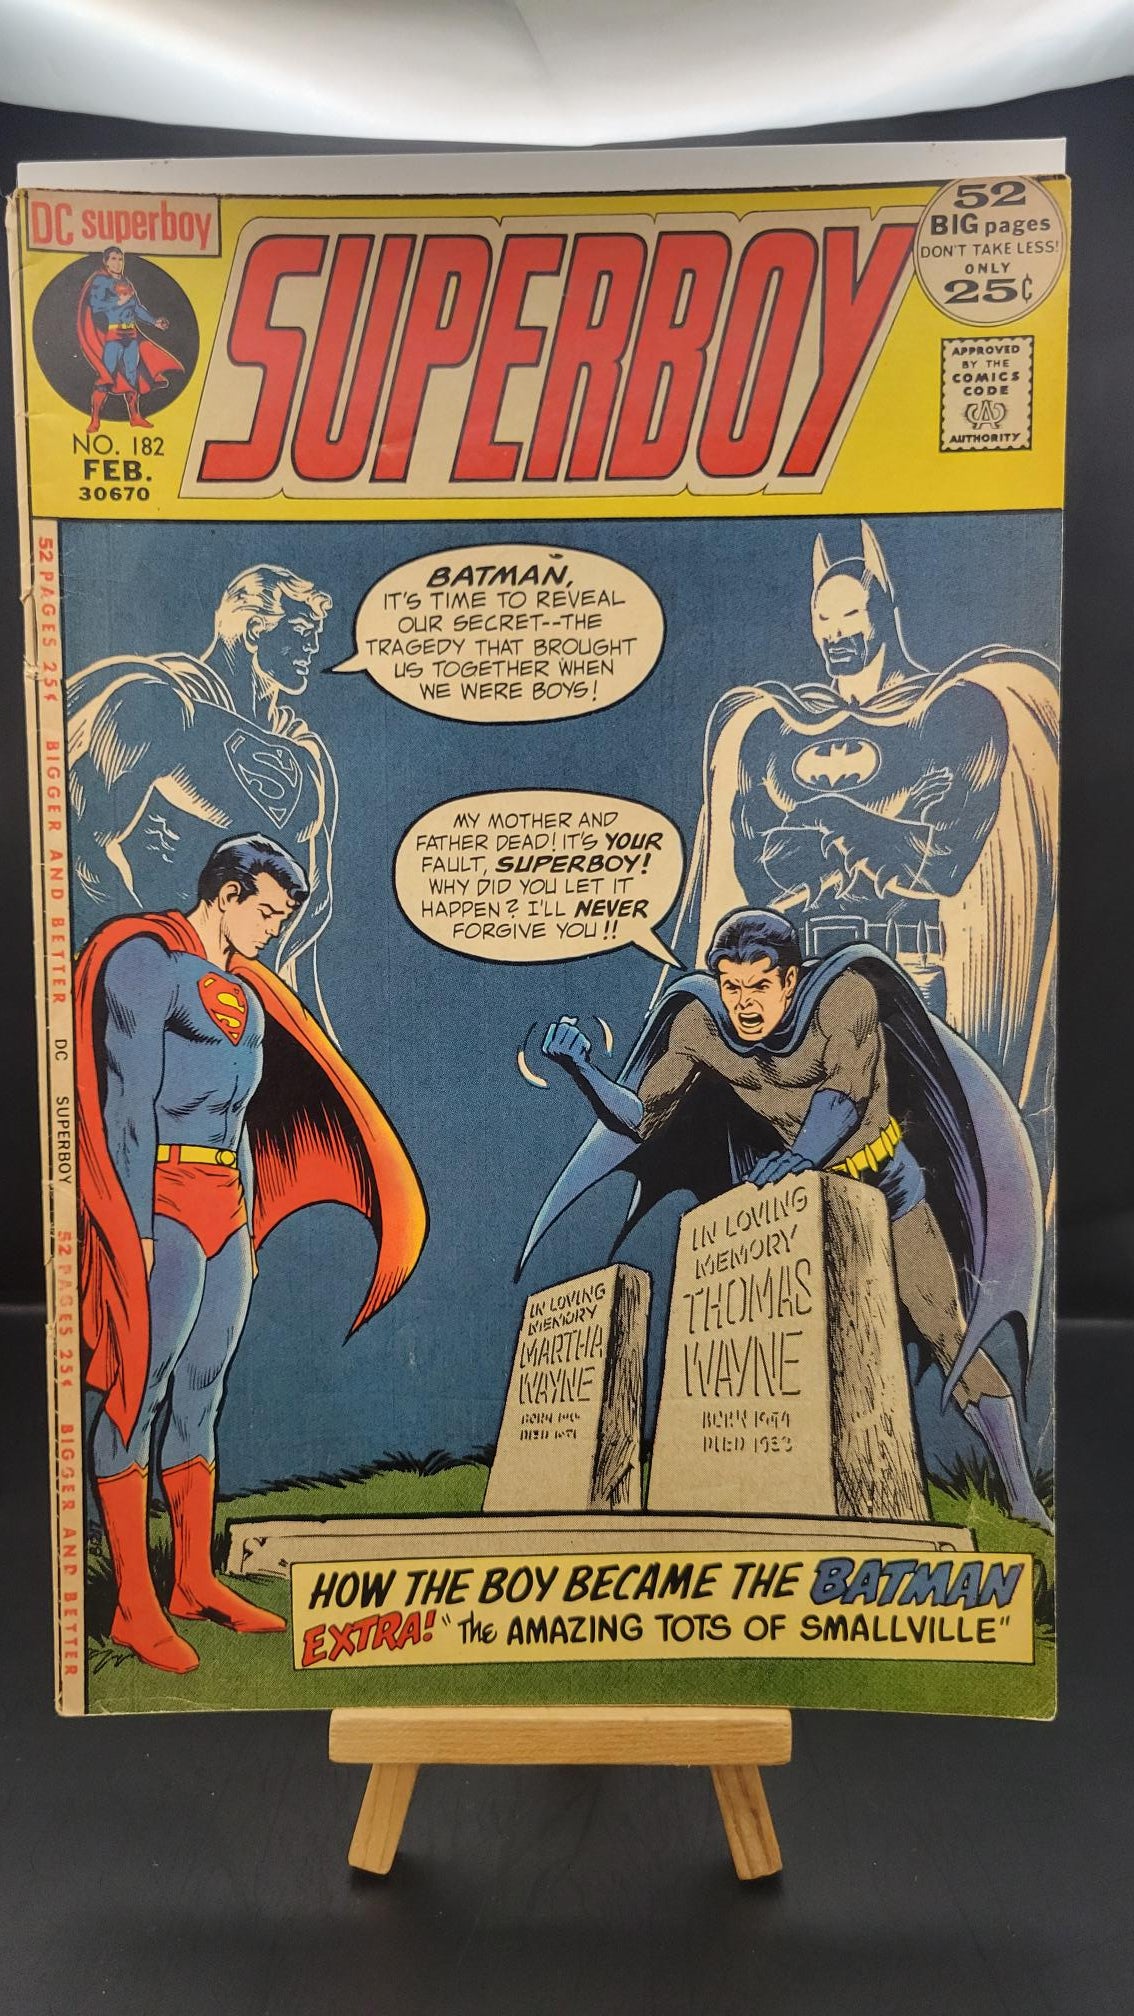 DC superboy
NO. 182
FEB.
30670
SUPERBOY
52
BIG pages
DON'T TAKE LESS!
ONLY
25¢
APPROVED
BY THE
COMICS
CODE
AUTHORITY
52 PAGES 25¢ BIGGER AND BETTER DC SUPERBOY 52 PAGES 25¢ BIGGER AND BETTER
BATMAN,
IT'S TIME TO REVEAL
OUR SECRET--THE
TRAGEDY THAT BROUGHT
US TOGETHER WHEN
WE WERE BOYS!
MY MOTHER AND
FATHER DEAD! IT'S YOUR
FAULT, SUPERBOY!
WHY DID YOU LET IT
HAPPEN? I'LL NEVER
FORGIVE YOU!!
IN LOVING
MEMORY
MARTHA
WAYNE
BORN
DIED
IN LOVING
MEMORY
THOMAS
WAYNE
BORN
DIED
HOW THE BOY BECAME THE BATMAN
EXTRA! "The AMAZING TOTS OF SMALLVILLE"